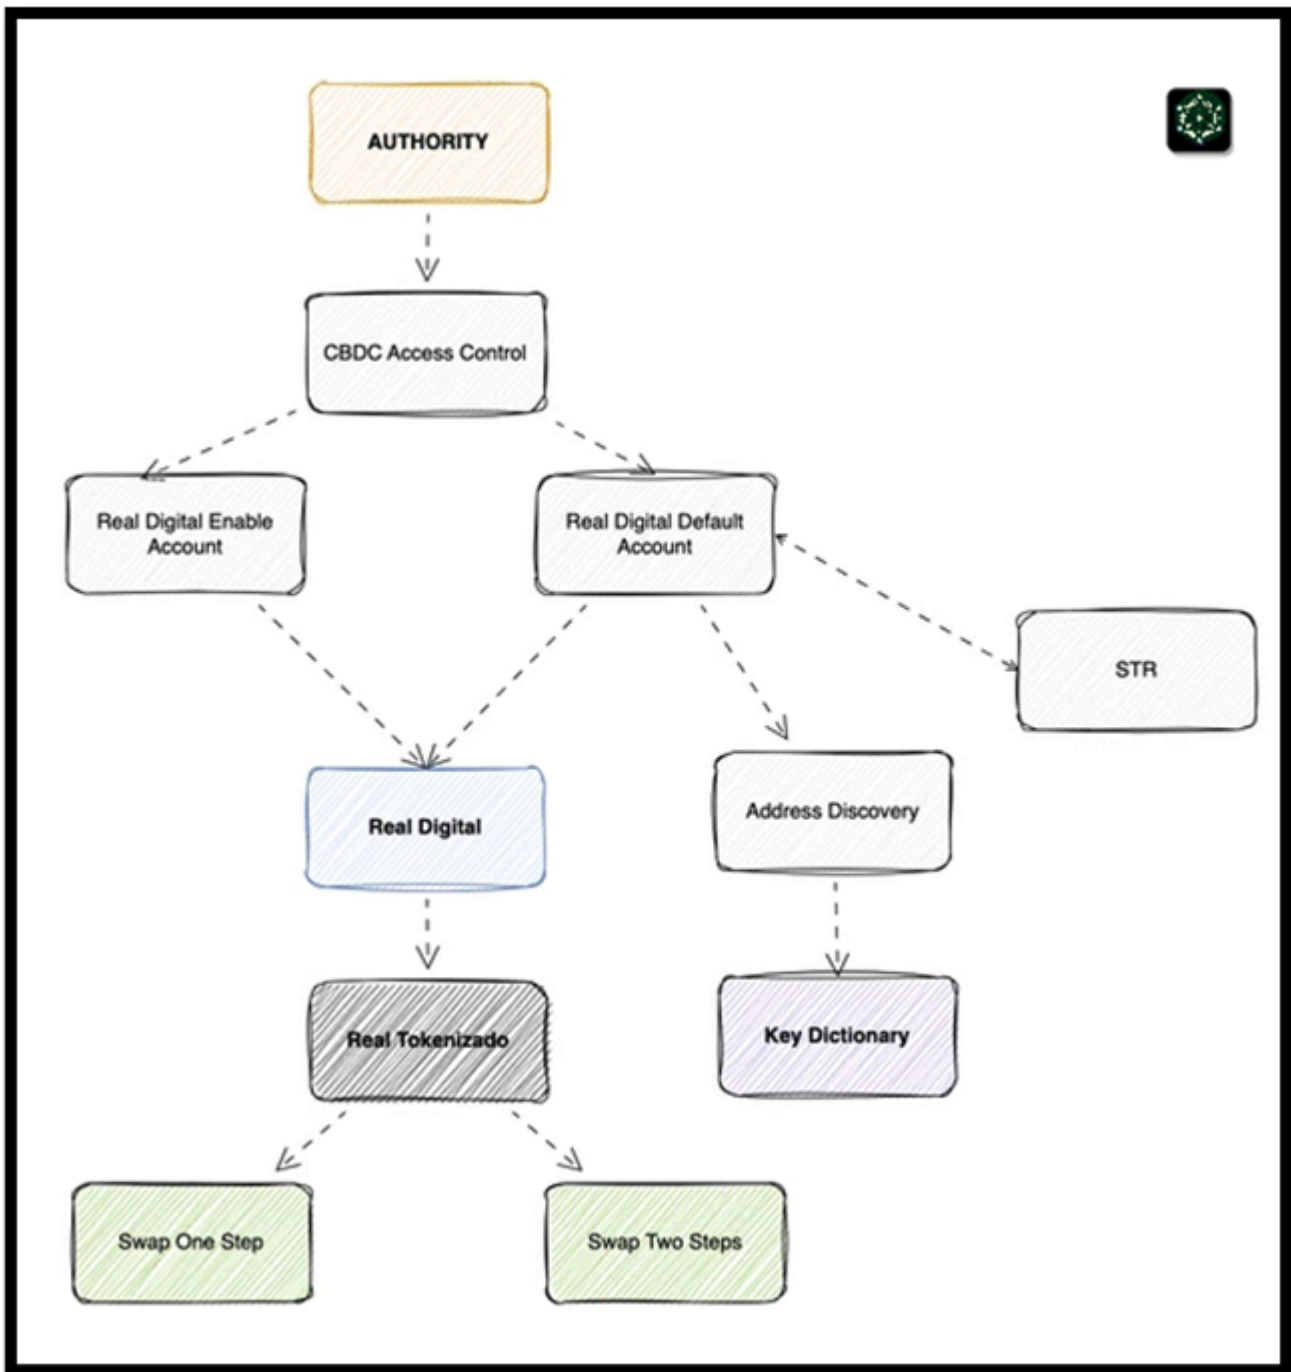 AUTHORITY
CBDC Access Control
Real Digital Enable
Account
Real Digital Default
Account
STR
Real Digital
Address Discovery
Real Tokenizado
Key Dictionary
Swap One Step
Swap Two Steps